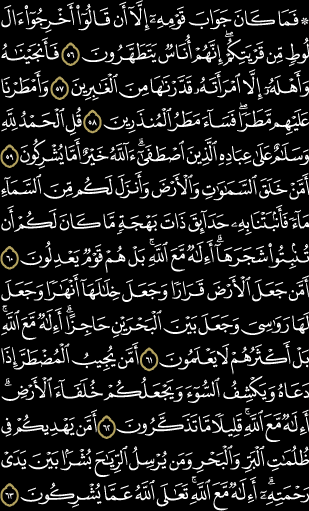 ۞ فَمَا كَانَ جَوَابَ قَوْمِهِۦٓ إِلَّآ أَن قَالُوٓا۟ أَخْرِجُوٓا۟ ءَالَ
لُوطٍ مِّن قَرْيَتِكُمْ ۖ إِنَّهُمْ أُنَاسٌ يَتَطَهَّرُونَ ٥٦ فَأَنجَيْنَـٰهُ
وَأَهْلَهُۥٓ إِلَّا ٱمْرَأَتَهُۥ قَدَّرْنَـٰهَا مِنَ ٱلْغَـٰبِرِينَ ٥٧ وَأَمْطَرْنَا
عَلَيْهِم مَّطَرًا ۖ فَسَآءَ مَطَرُ ٱلْمُنذَرِينَ ٥٨ قُلِ ٱلْحَمْدُ لِلَّهِ
وَسَلَـٰمٌ عَلَىٰ عِبَادِهِ ٱلَّذِينَ ٱصْطَفَىٰٓ ۗ ءَآللَّهُ خَيْرٌ أَمَّا يُشْرِكُونَ ٥٩
أَمَّنْ خَلَقَ ٱلسَّمَـٰوَٰتِ وَٱلْأَرْضَ وَأَنزَلَ لَكُم مِّنَ ٱلسَّمَآءِ
مَآءً فَأَنۢبَتْنَا بِهِۦ حَدَآئِقَ ذَاتَ بَهْجَةٍ مَّا كَانَ لَكُمْ أَن
تُنۢبِتُوا۟ شَجَرَهَآ ۗ أَءِلَـٰهٌ مَّعَ ٱللَّهِ ۚ بَلْ هُمْ قَوْمٌ يَعْدِلُونَ ٦٠
أَمَّن جَعَلَ ٱلْأَرْضَ قَرَارًا وَجَعَلَ خِلَـٰلَهَآ أَنْهَـٰرًا وَجَعَلَ
لَهَا رَوَٰسِىَ وَجَعَلَ بَيْنَ ٱلْبَحْرَيْنِ حَاجِزًا ۗ أَءِلَـٰهٌ مَّعَ ٱللَّهِ ۚ
بَلْ أَكْثَرُهُمْ لَا يَعْلَمُونَ ٦١ أَمَّن يُجِيبُ ٱلْمُضْطَرَّ إِذَا
دَعَاهُ وَيَكْشِفُ ٱلسُّوٓءَ وَيَجْعَلُكُمْ خُلَفَآءَ ٱلْأَرْضِ ۗ
أَءِلَـٰهٌ مَّعَ ٱللَّهِ ۚ قَلِيلًا مَّا تَذَكَّرُونَ ٦٢ أَمَّن يَهْدِيكُمْ فِى
ظُلُمَـٰتِ ٱلْبَرِّ وَٱلْبَحْرِ وَمَن يُرْسِلُ ٱلرِّيَـٰحَ بُشْرًۢا بَيْنَ يَدَىْ
رَحْمَتِهِۦٓ ۗ أَءِلَـٰهٌ مَّعَ ٱللَّهِ ۚ تَعَـٰلَى ٱللَّهُ عَمَّا يُشْرِكُونَ ٦٣